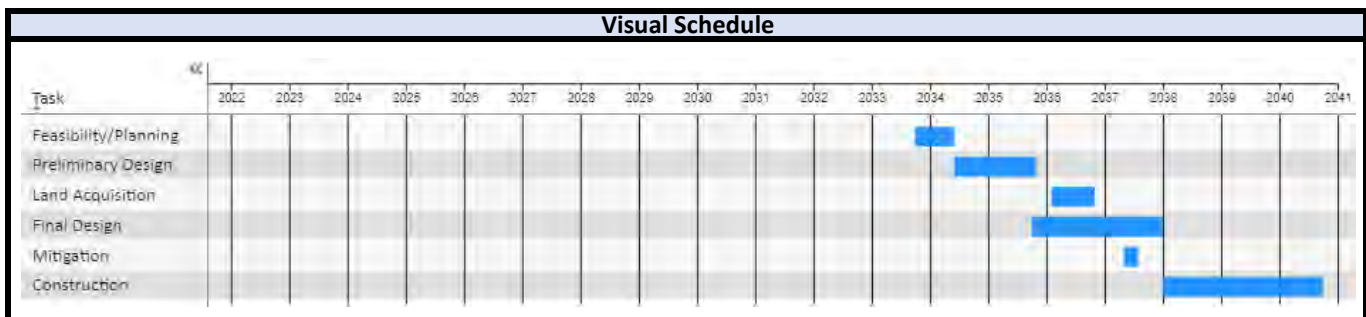 Visual Schedule
«
Task
2022 2023 2024 2025 2026 2027 2028 2029 2030 2031 2032 2033 2034 2035 2036 2037 2038 2039 2040 2041
Feasibility/Planning
Preliminary Design
Land Acquisition
Final Design
Mitigation
Construction